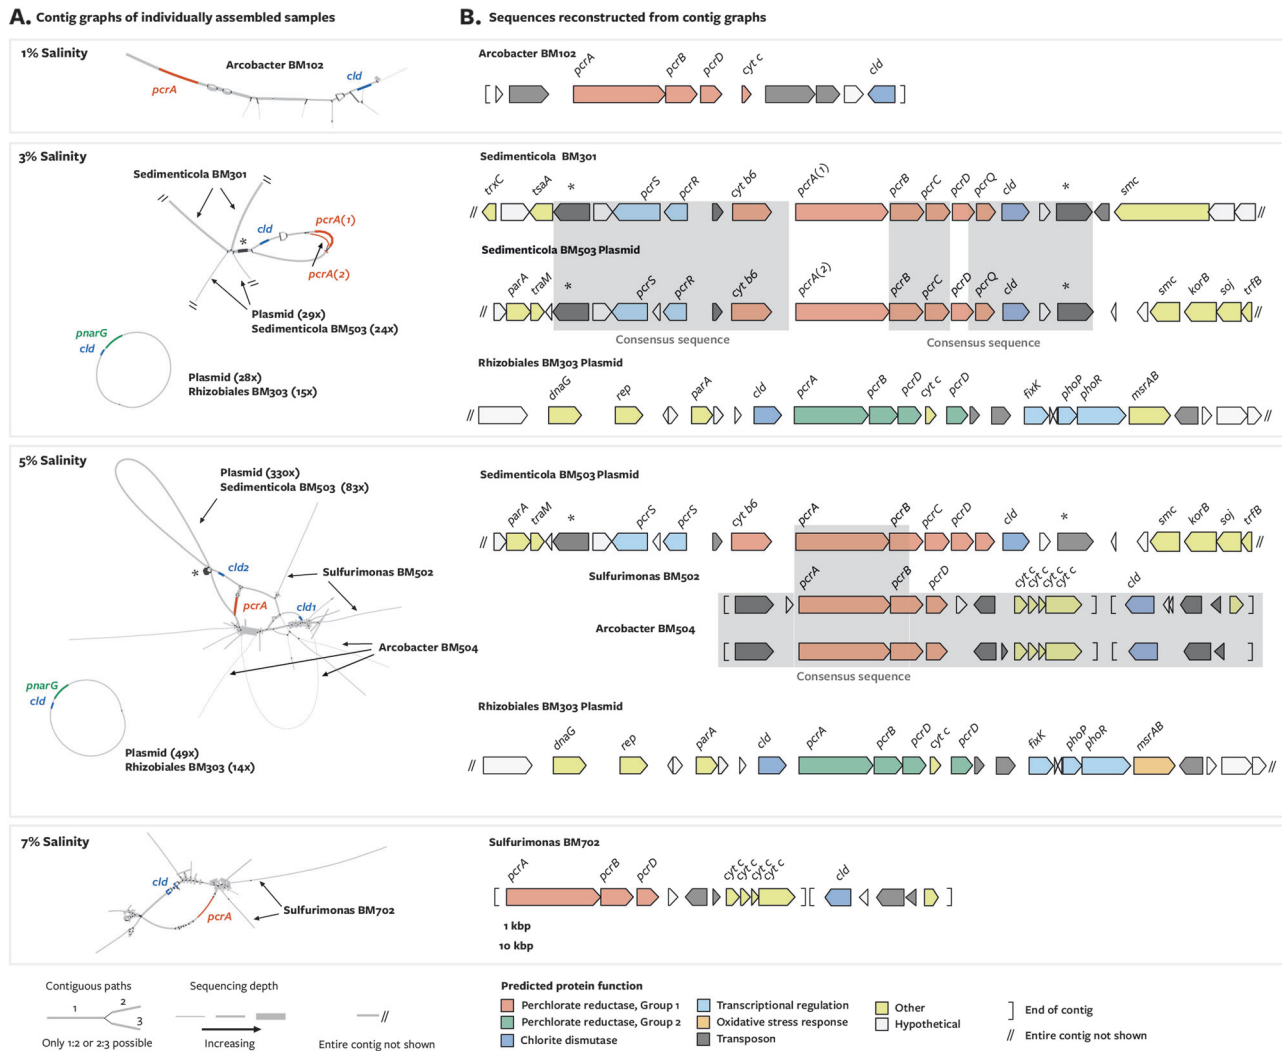 A. Contig graphs of individually assembled samples
B. Sequences reconstructed from contig graphs
1% Salinity
Arcobacter BM102
pcrA
cld
Arcobacter BM102
pcrA
pcrB
pcrD
cyt c
cld
3% Salinity
Sedimenticola BM301
*
cld
pcrA(1)
pcrA(2)
Plasmid (29x)
Sedimenticola BM503 (24x)
pnarG
cld
Plasmid (28x)
Rhizobiales BM303 (15x)
Sedimenticola BM301
trxC
tsaA
*
pcrS
pcrR
cyt b6
pcrA(1)
pcrB
pcrC
pcrD
pcrQ
cld
*
smc
Sedimenticola BM503 Plasmid
parA
traM
*
pcrS
pcrR
cyt b6
pcrA(2)
pcrB
pcrC
pcrD
pcrQ
cld
*
smc
korB
soj
trfB
Consensus sequence
Consensus sequence
Rhizobiales BM303 Plasmid
dnaG
rep
parA
cld
pcrA
pcrB
pcrD
cyt c
pcrD
fixK
phoP
phoR
msrAB
5% Salinity
Plasmid (330x)
Sedimenticola BM503 (83x)
*
cld2
Sulfurimonas BM502
pcrA
cld1
Arcobacter BM504
pnarG
cld
Plasmid (49x)
Rhizobiales BM303 (14x)
Sedimenticola BM503 Plasmid
parA
traM
*
pcrS
pcrS
cyt b6
pcrA
pcrB
pcrC
pcrD
cld
*
smc
korB
soj
trfB
Sulfurimonas BM502
pcrA
pcrB
pcrD
cyt c
cyt c
cyt c
cyt c
cld
Arcobacter BM504
Consensus sequence
Rhizobiales BM303 Plasmid
dnaG
rep
parA
cld
pcrA
pcrB
pcrD
cyt c
pcrD
fixK
phoP
phoR
msrAB
7% Salinity
cld
pcrA
Sulfurimonas BM702
Sulfurimonas BM702
pcrA
pcrB
pcrD
cyt c
cyt c
cyt c
cyt c
cld
1 kbp
10 kbp
Contiguous paths
1
2
3
Only 1:2 or 2:3 possible
Sequencing depth
Increasing
Entire contig not shown
Predicted protein function
Perchlorate reductase, Group 1
Perchlorate reductase, Group 2
Chlorite dismutase
Transcriptional regulation
Oxidative stress response
Transposon
Other
Hypothetical
End of contig
Entire contig not shown